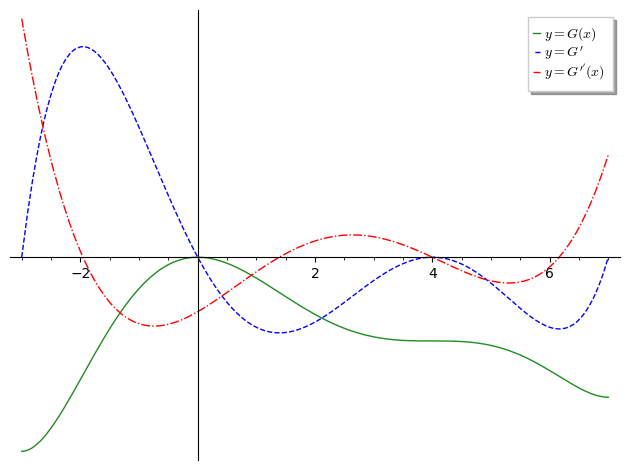 y = G(x)
y = G′
y = G′′(x)
−2 2 4 6